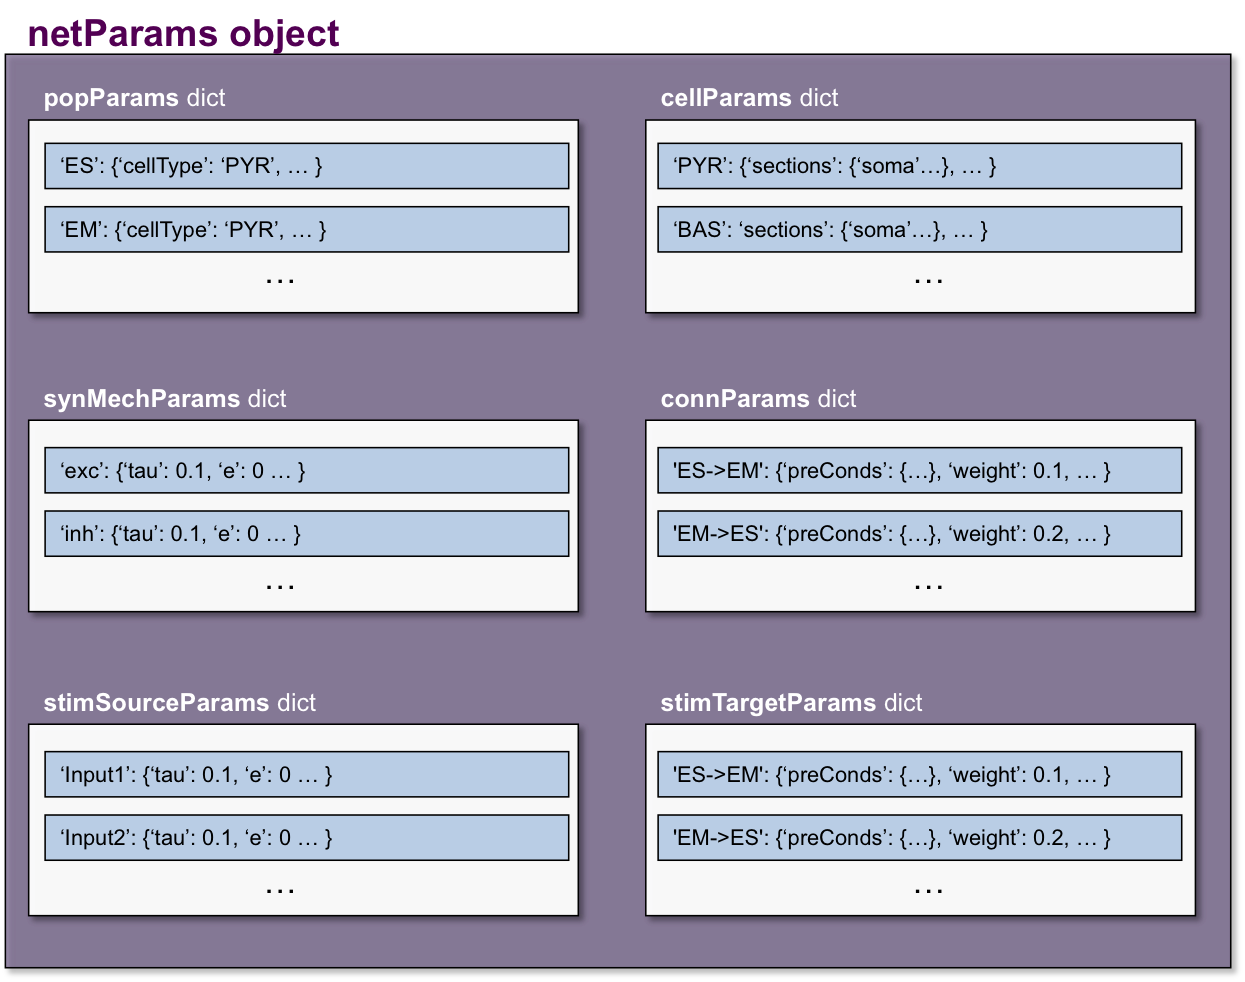 netParams object
popParams dict
‘ES’: {‘cellType’: ‘PYR’, … }
‘EM’: {‘cellType’: ‘PYR’, … }
...
cellParams dict
‘PYR’: {‘sections’: {‘soma’…}, … }
‘BAS’: ‘sections’: {‘soma’…}, … }
...
synMechParams dict
‘exc’: {‘tau’: 0.1, ‘e’: 0 … }
‘inh’: {‘tau’: 0.1, ‘e’: 0 … }
...
connParams dict
'ES->EM': {‘preConds’: {…}, ‘weight’: 0.1, … }
'EM->ES': {‘preConds’: {…}, ‘weight’: 0.2, … }
...
stimSourceParams dict
‘Input1’: {‘tau’: 0.1, ‘e’: 0 … }
‘Input2’: {‘tau’: 0.1, ‘e’: 0 … }
...
stimTargetParams dict
'ES->EM': {‘preConds’: {…}, ‘weight’: 0.1, … }
'EM->ES': {‘preConds’: {…}, ‘weight’: 0.2, … }
...